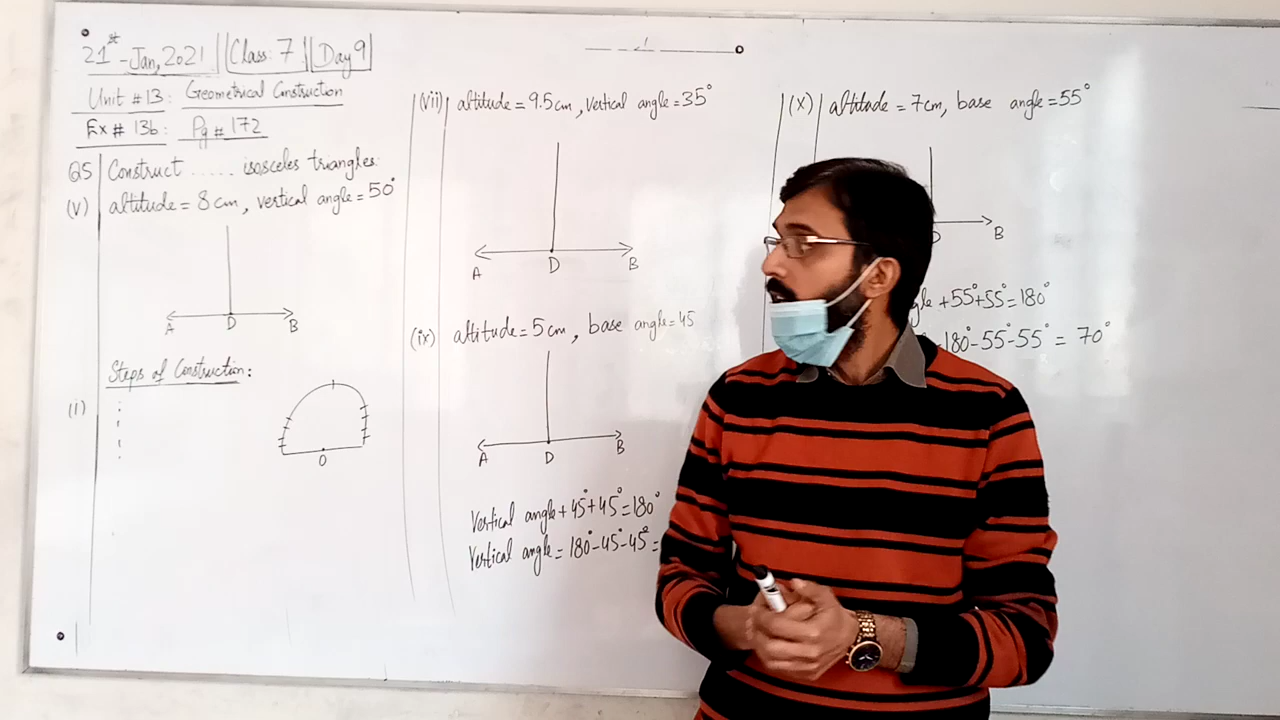 21st-Jan, 2021 Class: 7 Day 9
Unit #13: Geometrical Construction
Ex # 13b: Pg # 172
Q5 Construct ..... isosceles triangles.
(v) altitude = 8 cm, vertical angle = 50°
A D B
Steps of Construction:
(i)
O
(vii) altitude = 9.5 cm, vertical angle = 35°
A D B
(ix) altitude = 5 cm, base angle = 45
A D B
Vertical angle + 45° + 45° = 180°
Vertical angle = 180° - 45° - 45° =
(x) altitude = 7cm, base angle = 55°
D B
gle + 55° + 55° = 180°
180° - 55° - 55° = 70°